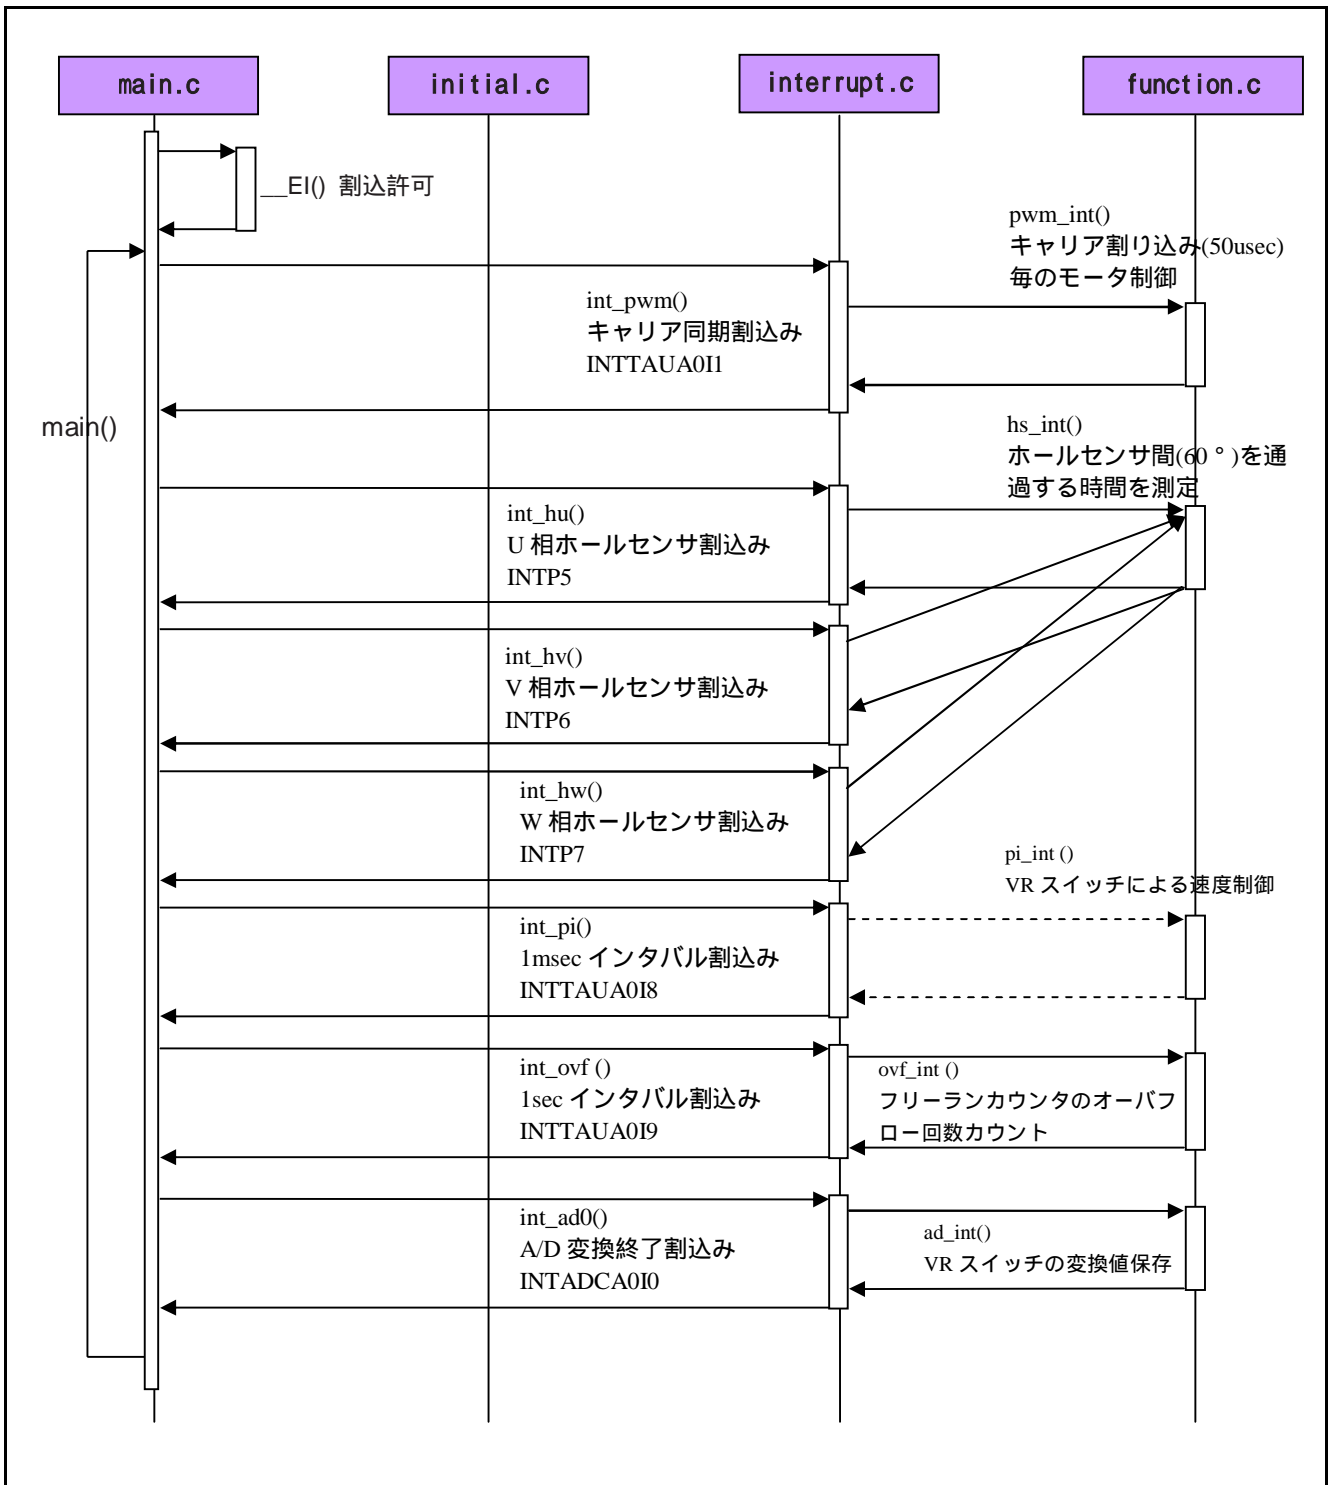 main.c
initial.c
interrupt.c
function.c
__EI() 割込許可
pwm_int()
キャリア割り込み(50usec)
毎のモータ制御
int_pwm()
キャリア同期割込み
INTTAUA0I1
main()
hs_int()
ホールセンサ間(60°)を通
過する時間を測定
int_hu()
U 相ホールセンサ割込み
INTP5
int_hv()
V 相ホールセンサ割込み
INTP6
int_hw()
W 相ホールセンサ割込み
INTP7
pi_int ()
VR スイッチによる速度制御
int_pi()
1msec インタバル割込み
INTTAUA0I8
int_ovf ()
1sec インタバル割込み
INTTAUA0I9
ovf_int ()
フリーランカウンタのオーバフ
ロー回数カウント
int_ad0()
A/D 変換終了割込み
INTADCA0I0
ad_int()
VR スイッチの変換値保存